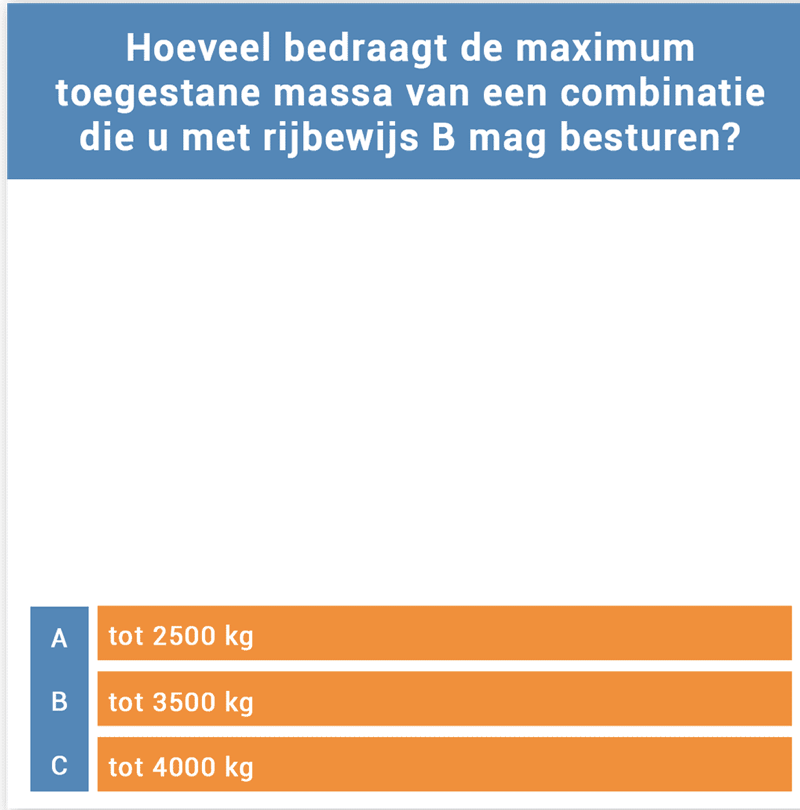 Hoeveel bedraagt de maximum
toegestane massa van een combinatie
die u met rijbewijs B mag besturen?
A tot 2500 kg
B tot 3500 kg
C tot 4000 kg